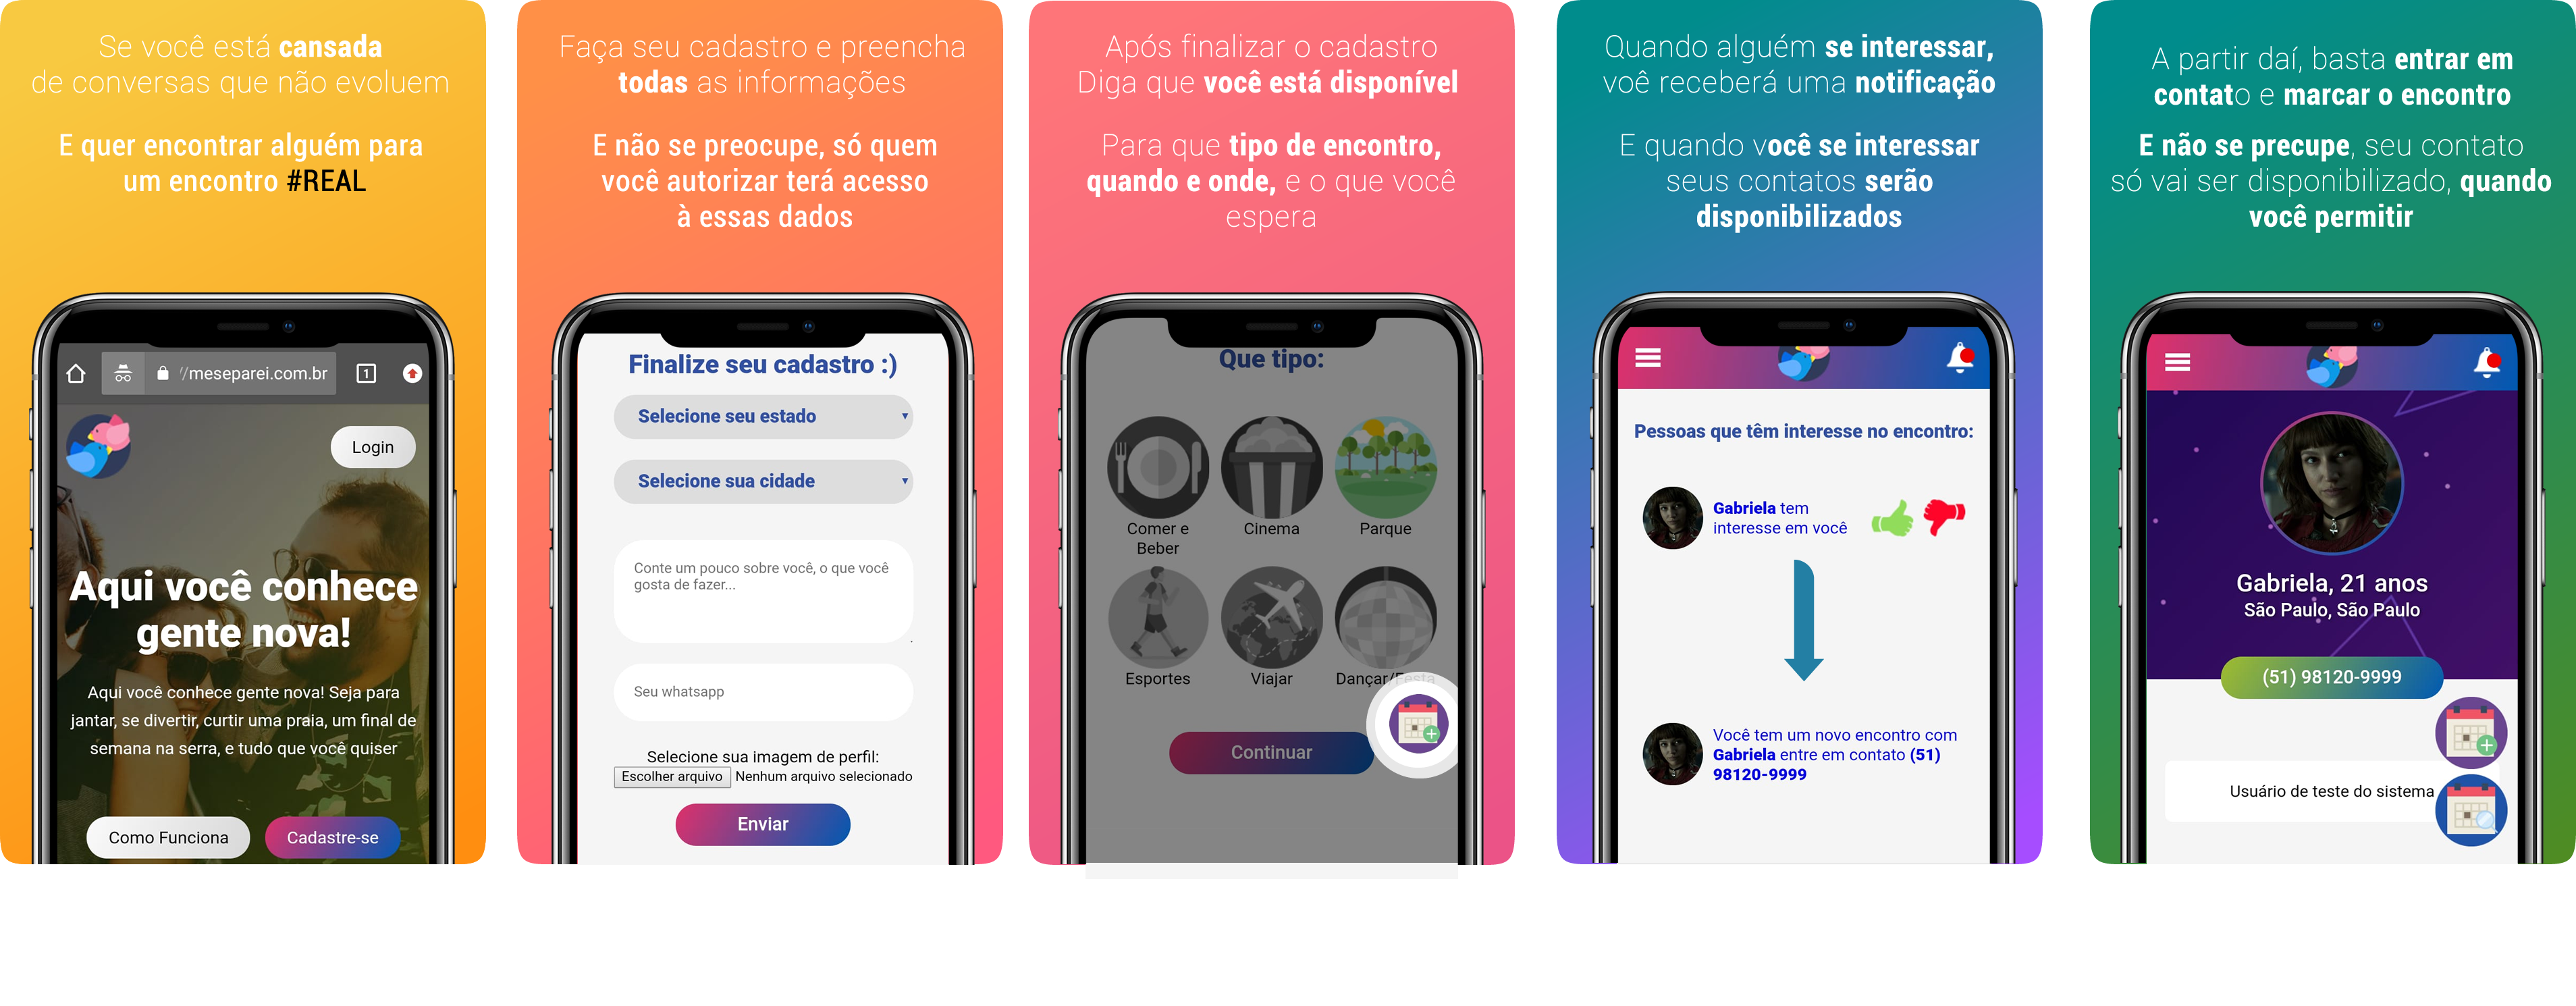 Se você está cansada
de conversas que não evoluem
E quer encontrar alguém para
um encontro #REAL
//meseparei.com.br
1
Login
Aqui você conhece
gente nova!
Aqui você conhece gente nova! Seja para
jantar, se divertir, curtir uma praia, um final de
semana na serra, e tudo que você quiser
Como Funciona
Cadastre-se
Faça seu cadastro e preencha
todas as informações
E não se preocupe, só quem
você autorizar terá acesso
à essas dados
Finalize seu cadastro :)
Selecione seu estado
Selecione sua cidade
Conte um pouco sobre você, o que você
gosta de fazer...
Seu whatsapp
Selecione sua imagem de perfil:
Escolher arquivo Nenhum arquivo selecionado
Enviar
Após finalizar o cadastro
Diga que você está disponível
Para que tipo de encontro,
quando e onde, e o que você
espera
Que tipo:
Comer e
Beber
Cinema
Parque
Esportes
Viajar
Dançar/Festa
Continuar
Quando alguém se interessar,
voê receberá uma notificação
E quando você se interessar
seus contatos serão
disponibilizados
Pessoas que têm interesse no encontro:
Gabriela tem
interesse em você
Você tem um novo encontro com
Gabriela entre em contato (51)
98120-9999
A partir daí, basta entrar em
contato e marcar o encontro
E não se precupe, seu contato
só vai ser disponibilizado, quando
você permitir
Gabriela, 21 anos
São Paulo, São Paulo
(51) 98120-9999
Usuário de teste do sistema